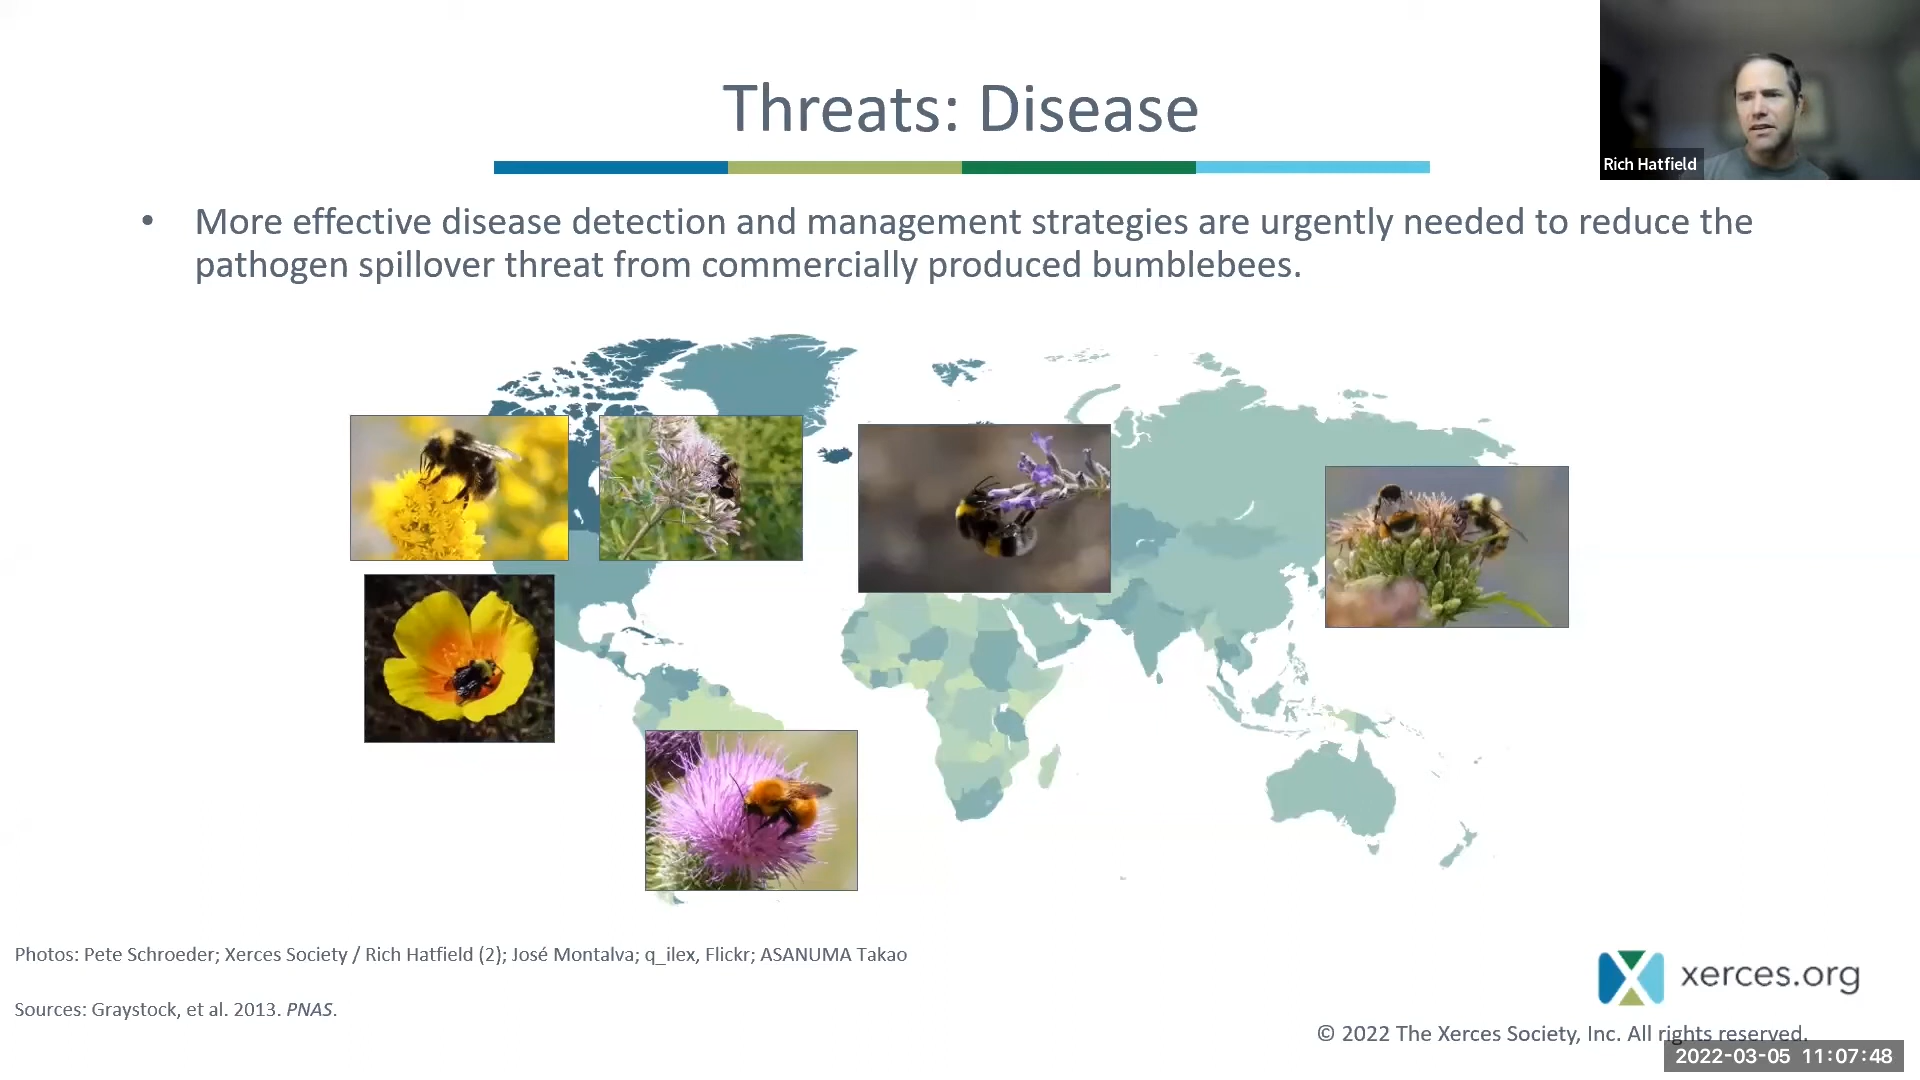 Threats: Disease
Rich Hatfield
• More effective disease detection and management strategies are urgently needed to reduce the
pathogen spillover threat from commercially produced bumblebees.
Photos: Pete Schroeder; Xerces Society / Rich Hatfield (2); José Montalva; q_ilex, Flickr; ASANUMA Takao
Sources: Graystock, et al. 2013. PNAS.
xerces.org
© 2022 The Xerces Society, Inc. All rights reserved.
2022-03-05 11:07:48